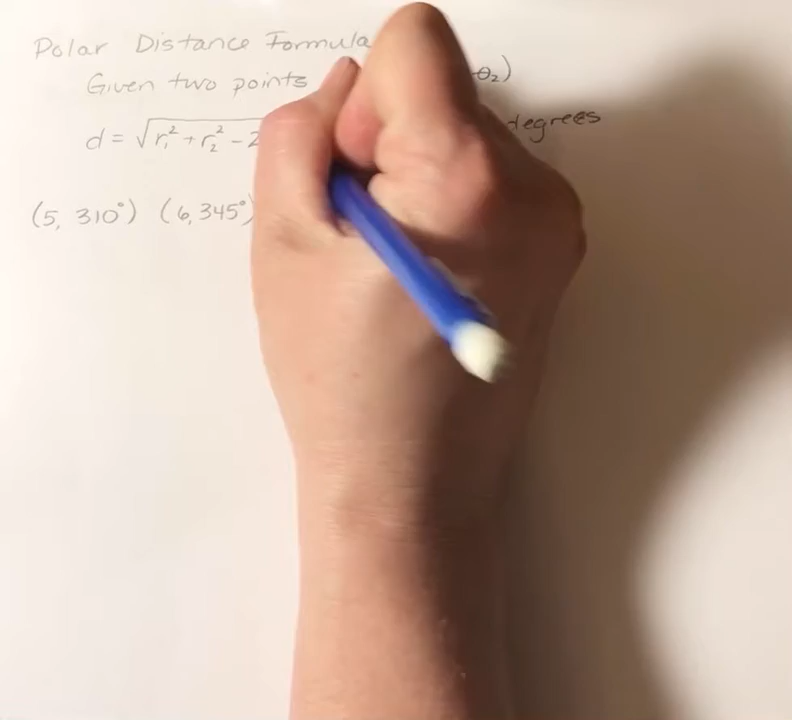 Polar Distance Formula
Given two points θ₂)
d = √r₁² + r₂² - 2 degrees
(5, 310°) (6, 345°)